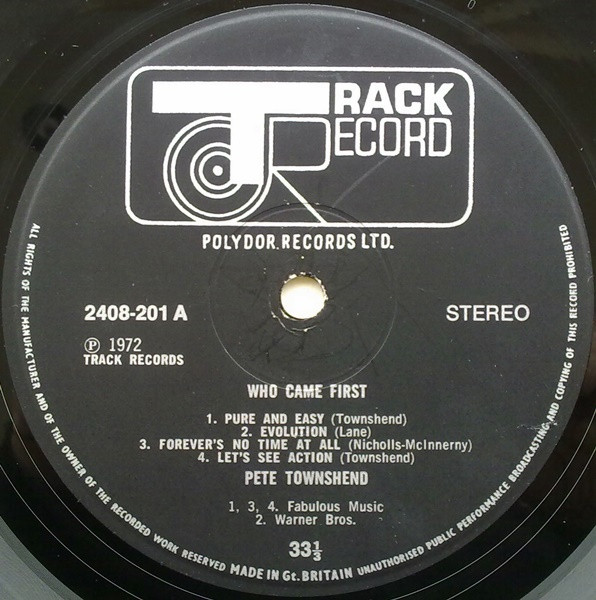 TRACK
RECORD
POLYDOR RECORDS LTD.
2408-201 A
STEREO
Ⓟ 1972
TRACK RECORDS
WHO CAME FIRST
1. PURE AND EASY (Townshend)
2. EVOLUTION (Lane)
3. FOREVER'S NO TIME AT ALL (Nicholls-McInnerny)
4. LET'S SEE ACTION (Townshend)
PETE TOWNSHEND
1, 3, 4. Fabulous Music
2. Warner Bros.
33⅓
ALL RIGHTS OF THE MANUFACTURER AND OF THE OWNER OF THE RECORDED WORK RESERVED MADE IN Gt. BRITAIN UNAUTHORISED PUBLIC PERFORMANCE BROADCASTING AND COPYING OF THIS RECORD PROHIBITED